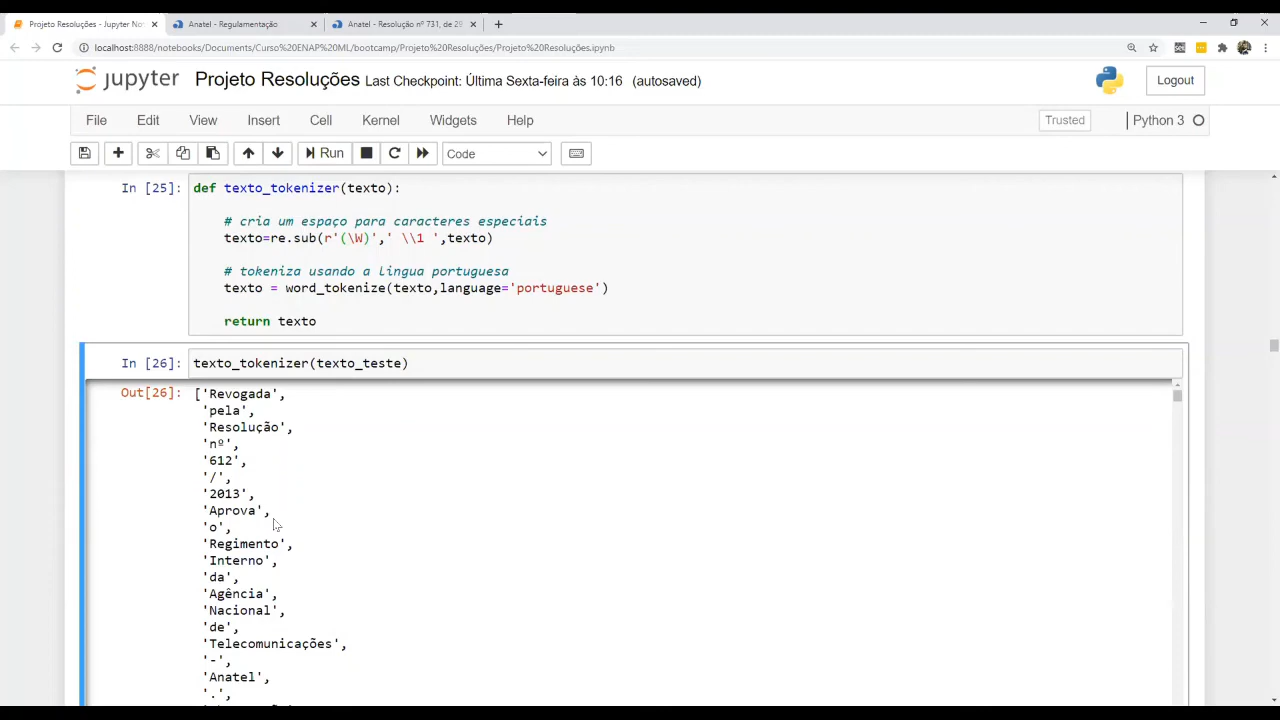 Projeto Resoluções - Jupyter Not
Anatel - Regulamentação
Anatel - Resolução nº 731, de 25
localhost:8888/notebooks/Documents/Curso%20ENAP%20ML/bootcamp/Projeto%20Resoluções/Projeto%20Resoluções.ipynb
jupyter Projeto Resoluções Last Checkpoint: Última Sexta-feira às 10:16 (autosaved)
Logout
File Edit View Insert Cell Kernel Widgets Help
Trusted
Python 3
Run
Code
In [25]: def texto_tokenizer(texto):
# cria um espaço para caracteres especiais
texto=re.sub(r'(\W)',' \\1 ',texto)
# tokeniza usando a lingua portuguesa
texto = word_tokenize(texto,language='portuguese')
return texto
In [26]: texto_tokenizer(texto_teste)
Out[26]: ['Revogada',
'pela',
'Resolução',
'nº',
'612',
'/',
'2013',
'Aprova',
'o',
'Regimento',
'Interno',
'da',
'Agência',
'Nacional',
'de',
'Telecomunicações',
'-',
'Anatel',
'.',